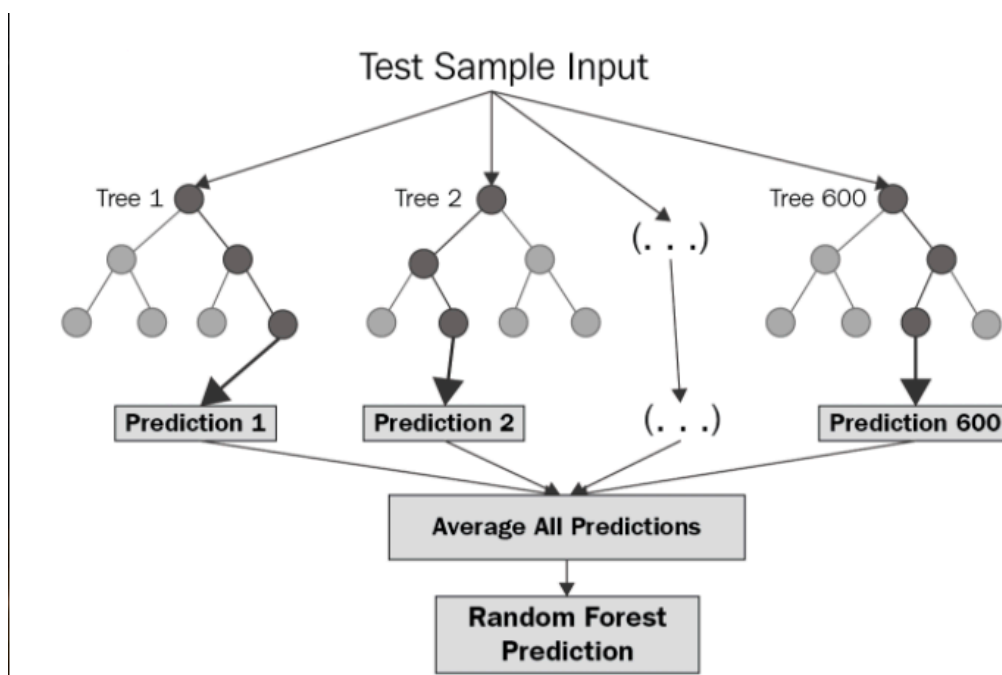 Test Sample Input
Tree 1
Tree 2
Tree 600
(. . .)
Prediction 1
Prediction 2
(. . .)
Prediction 600
Average All Predictions
Random Forest
Prediction